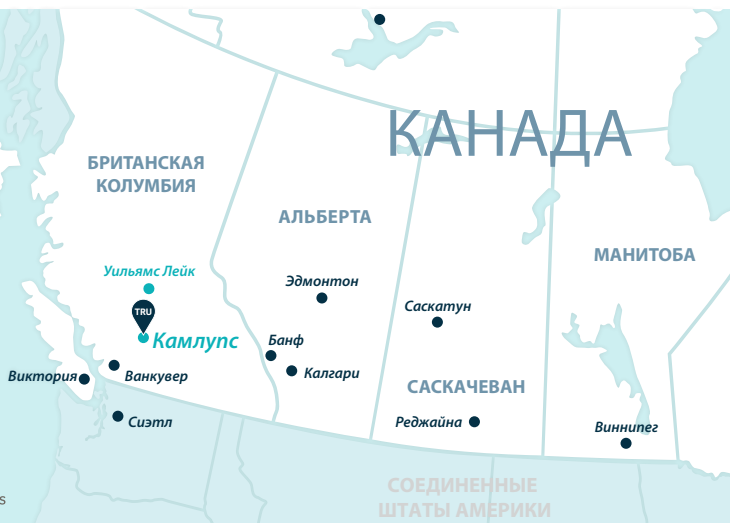 КАНАДА
БРИТАНСКАЯ
КОЛУМБИЯ
АЛЬБЕРТА
МАНИТОБА
Уильямс Лейк
Эдмонтон
TRU
Саскатун
Камлупс
Банф
Калгари
Виктория
Ванкувер
САСКАЧЕВАН
Сиэтл
Реджайна
Виннипег
СОЕДИНЕННЫЕ
ШТАТЫ АМЕРИКИ
s